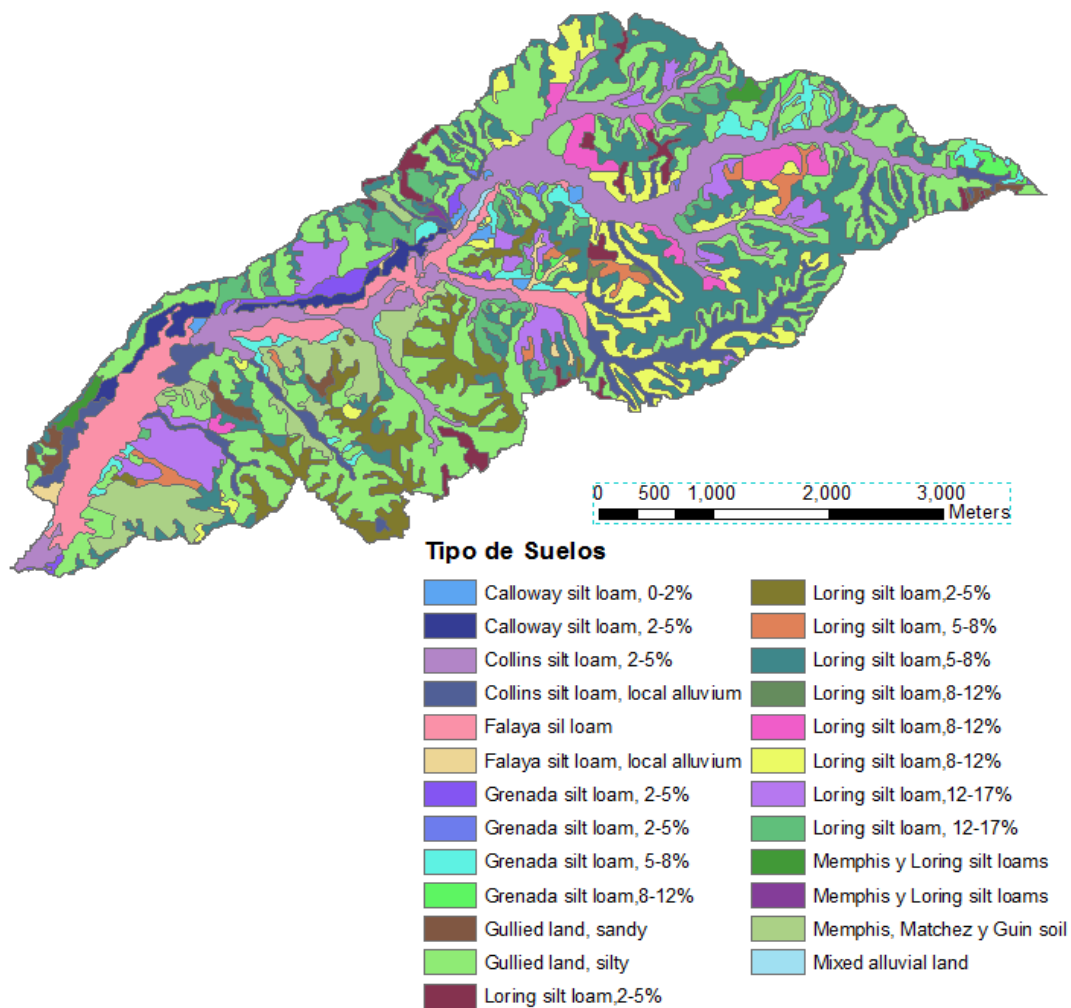 0 500 1,000 2,000 3,000
Meters
Tipo de Suelos
Calloway silt loam, 0-2%
Calloway silt loam, 2-5%
Collins silt loam, 2-5%
Collins silt loam, local alluvium
Falaya sil loam
Falaya silt loam, local alluvium
Grenada silt loam, 2-5%
Grenada silt loam, 2-5%
Grenada silt loam, 5-8%
Grenada silt loam,8-12%
Gullied land, sandy
Gullied land, silty
Loring silt loam,2-5%
Loring silt loam,2-5%
Loring silt loam, 5-8%
Loring silt loam,5-8%
Loring silt loam,8-12%
Loring silt loam,8-12%
Loring silt loam,8-12%
Loring silt loam,12-17%
Loring silt loam, 12-17%
Memphis y Loring silt loams
Memphis y Loring silt loams
Memphis, Matchez y Guin soil
Mixed alluvial land